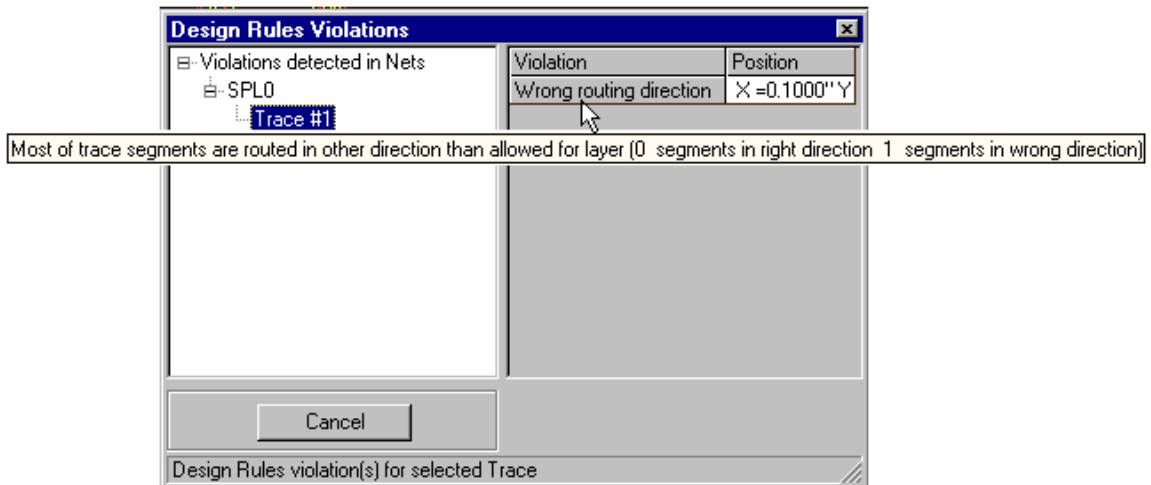 Design Rules Violations
Violations detected in Nets
SPL0
Trace #1
Violation Position
Wrong routing direction X =0.1000" Y
Most of trace segments are routed in other direction than allowed for layer (0 segments in right direction 1 segments in wrong direction)
Cancel
Design Rules violation(s) for selected Trace